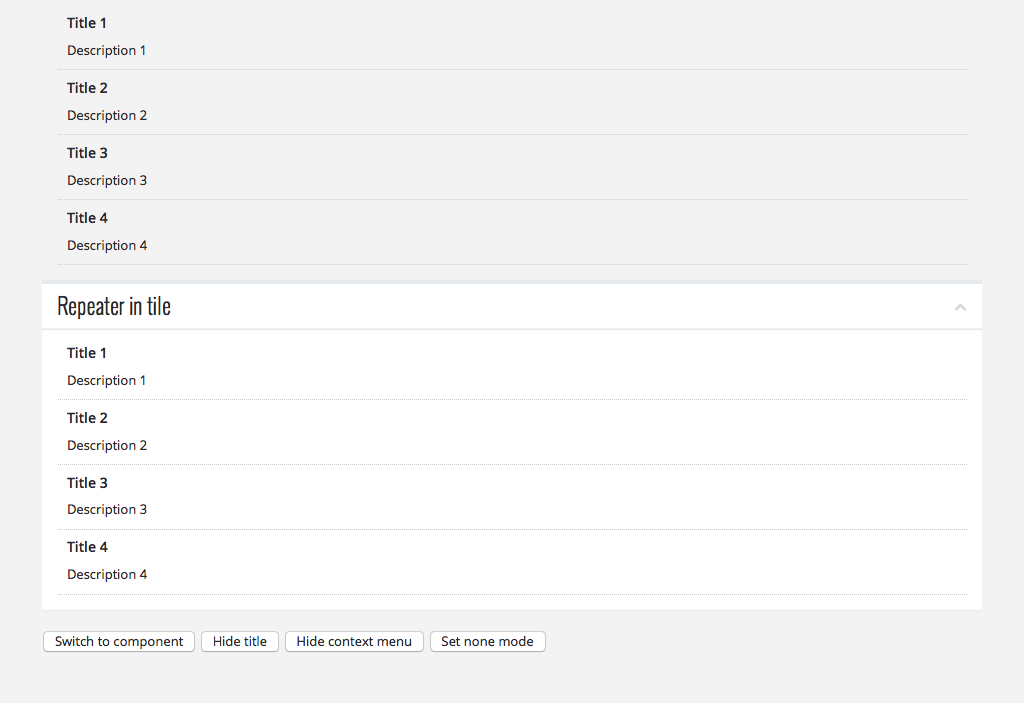 Title 1
Description 1
Title 2
Description 2
Title 3
Description 3
Title 4
Description 4
Repeater in tile
Title 1
Description 1
Title 2
Description 2
Title 3
Description 3
Title 4
Description 4
Switch to component Hide title Hide context menu Set none mode